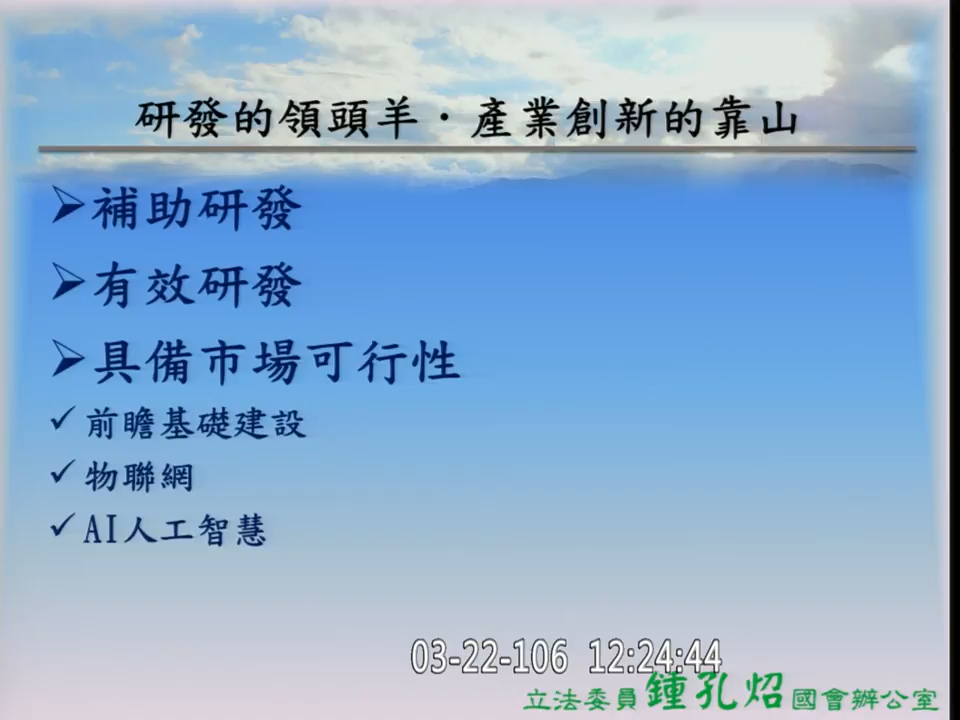 研發的領頭羊·產業創新的靠山
補助研發
有效研發
具備市場可行性
前瞻基礎建設
物聯網
AI人工智慧
03-22-106 12:24:44
立法委員鍾孔炤國會辦公室